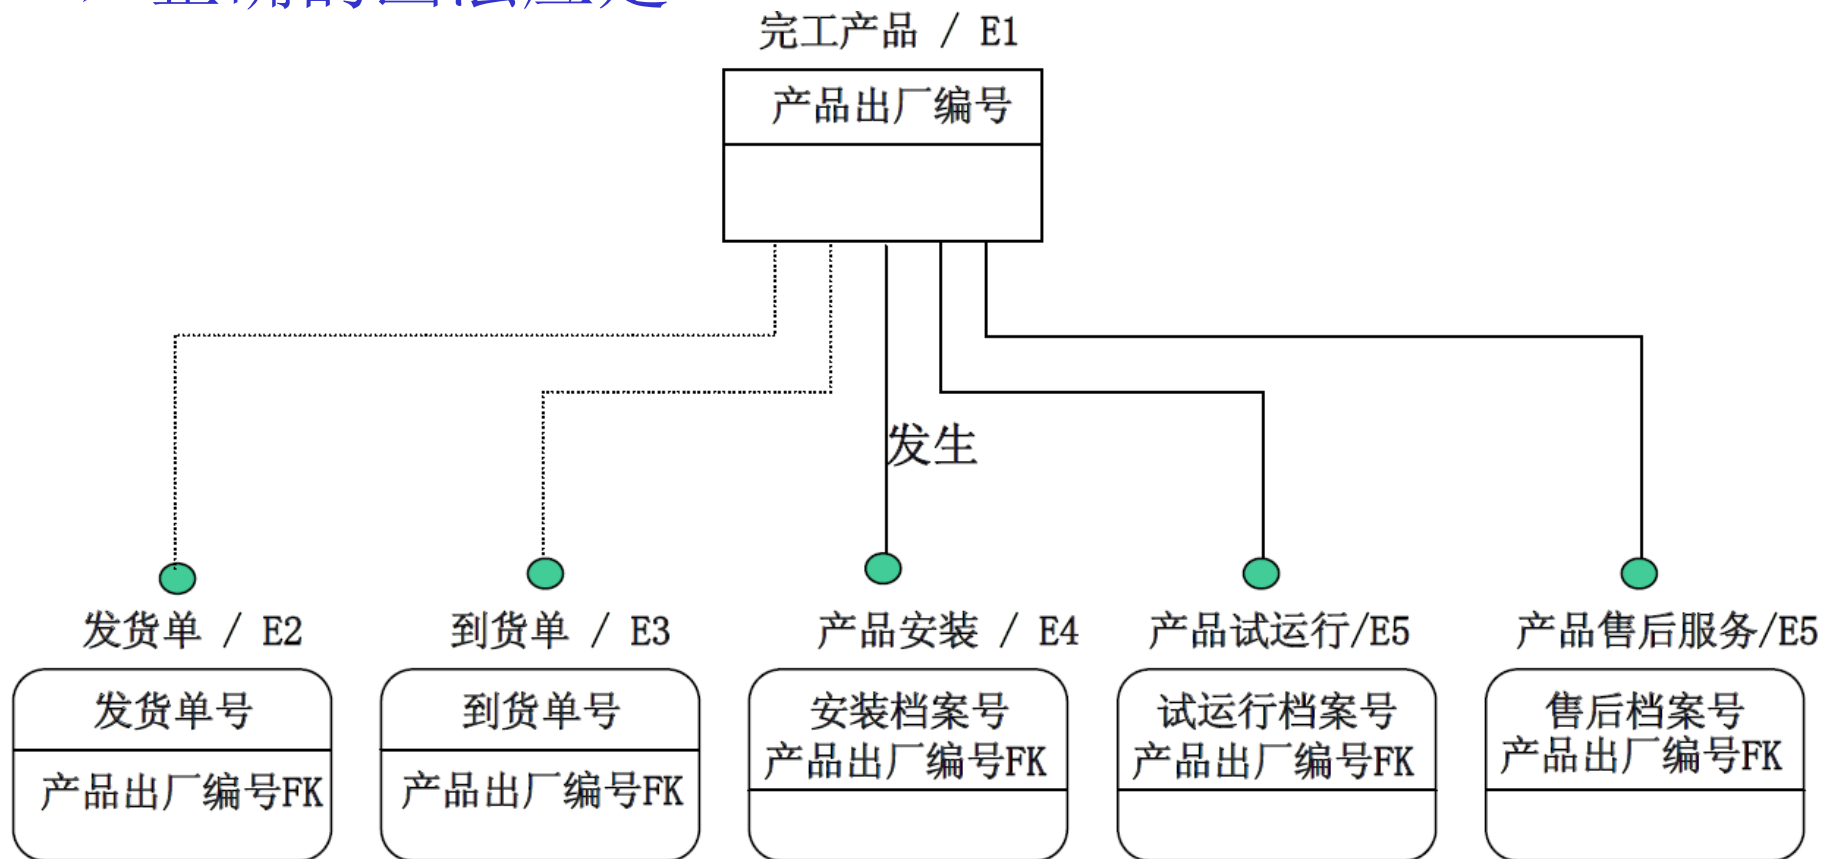 完工产品 / E1
产品出厂编号
发生
发货单 / E2
到货单 / E3
产品安装 / E4
产品试运行/E5
产品售后服务/E5
发货单号
产品出厂编号FK
到货单号
产品出厂编号FK
安装档案号
产品出厂编号FK
试运行档案号
产品出厂编号FK
售后档案号
产品出厂编号FK